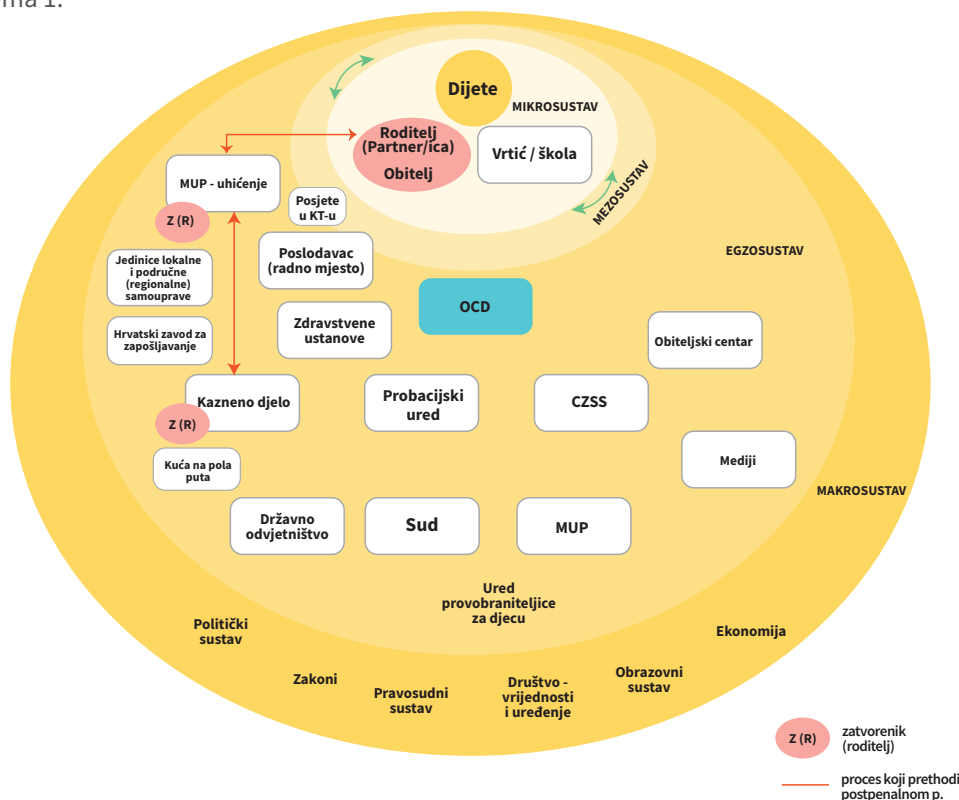 ema 1.
Dijete
MIKROSUSTAV
Roditelj
(Partner/ica)
Obitelj
Vrtić / škola
MEZOSUSTAV
MUP - uhićenje
Z (R)
Posjete
u KT-u
Jedinice lokalne
i područne
(regionalne)
samouprave
Poslodavac
(radno mjesto)
EGZOSUSTAV
OCD
Hrvatski zavod za
zapošljavanje
Zdravstvene
ustanove
Obiteljski centar
Kazneno djelo
Z (R)
Probacijski
ured
CZSS
Kuća na pola
puta
Mediji
MAKROSUSTAV
Državno
odvjetništvo
Sud
MUP
Ured
provobraniteljice
za djecu
Politički
sustav
Zakoni
Pravosudni
sustav
Društvo -
vrijednosti
i uređenje
Obrazovni
sustav
Ekonomija
Z (R)
zatvorenik
(roditelj)
proces koji prethodi
postpenalnom p.